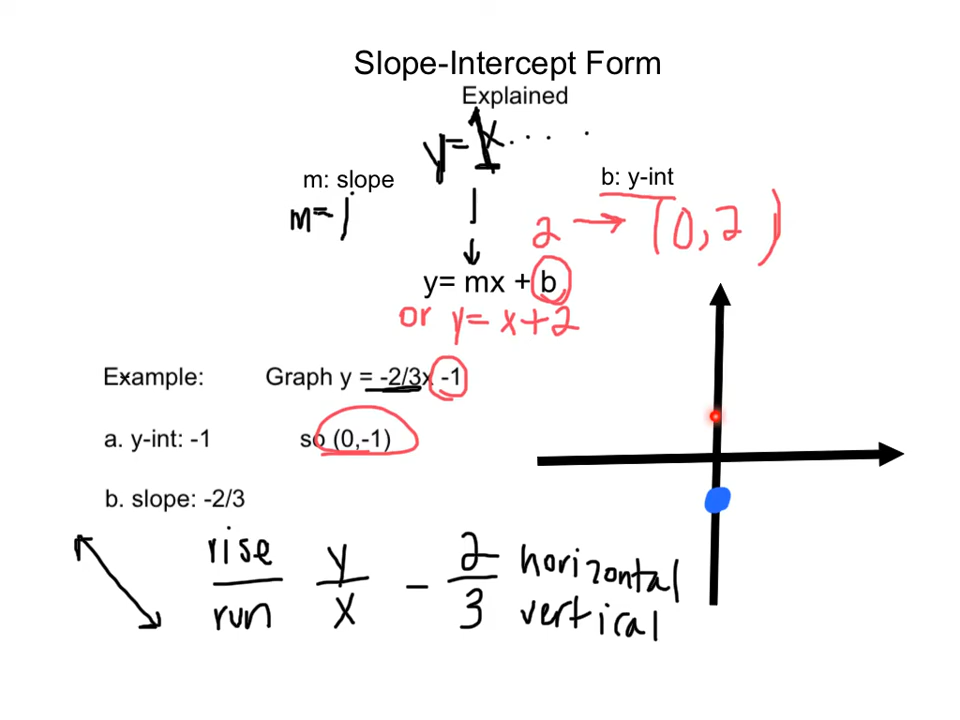 Slope-Intercept Form
Explained
y=1x....
m: slope
b: y-int
m=1
2 → (0,2)
y= mx + b
or y= x+2
Example: Graph y = -2/3x -1
a. y-int: -1 so (0,-1)
b. slope: -2/3
rise y 2 horizontal
run x - 3 vertical